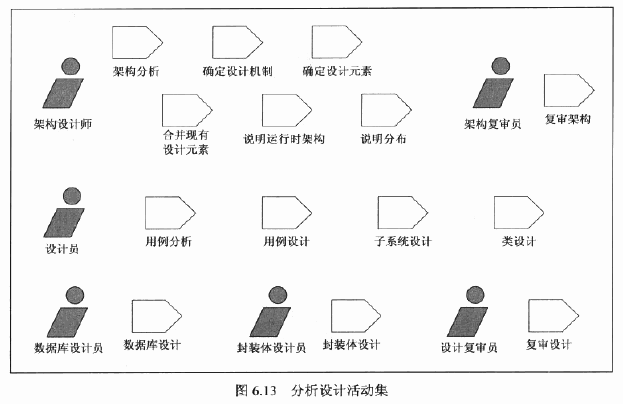 架构分析
确定设计机制
确定设计元素
架构设计师
合并现有
设计元素
说明运行时架构
说明分布
架构复审员
复审架构
设计员
用例分析
用例设计
子系统设计
类设计
数据库设计员
数据库设计
封装体设计员
封装体设计
设计复审员
复审设计
图 6.13 分析设计活动集